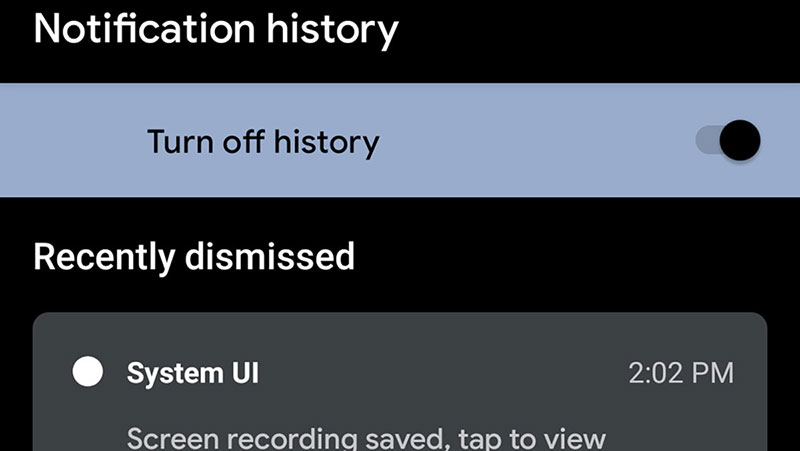 Notification history
Turn off history
Recently dismissed
System UI 2:02 PM
Screen recording saved, tap to view